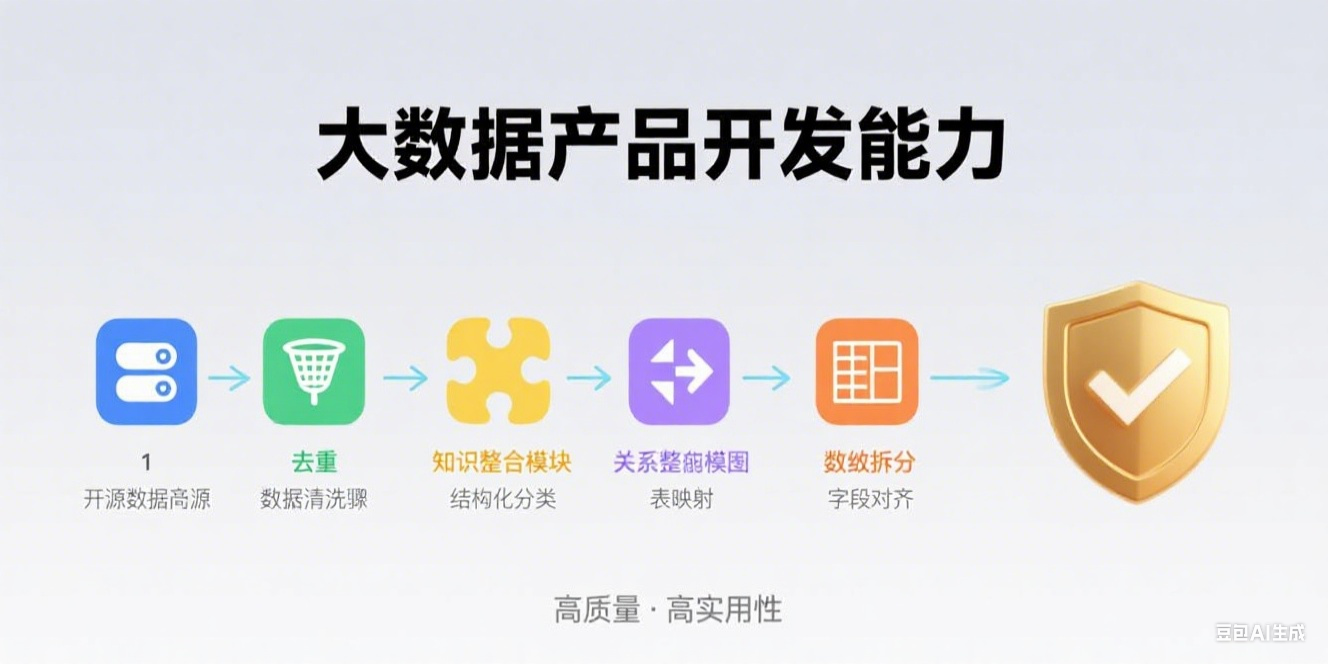 大数据产品开发能力
1
开源数据高源
去重
数据清洗骤
知识整合模块
结构化分类
关系整模图
表映射
数拆分
字段对齐
高质量 · 高实用性
豆包AI生成